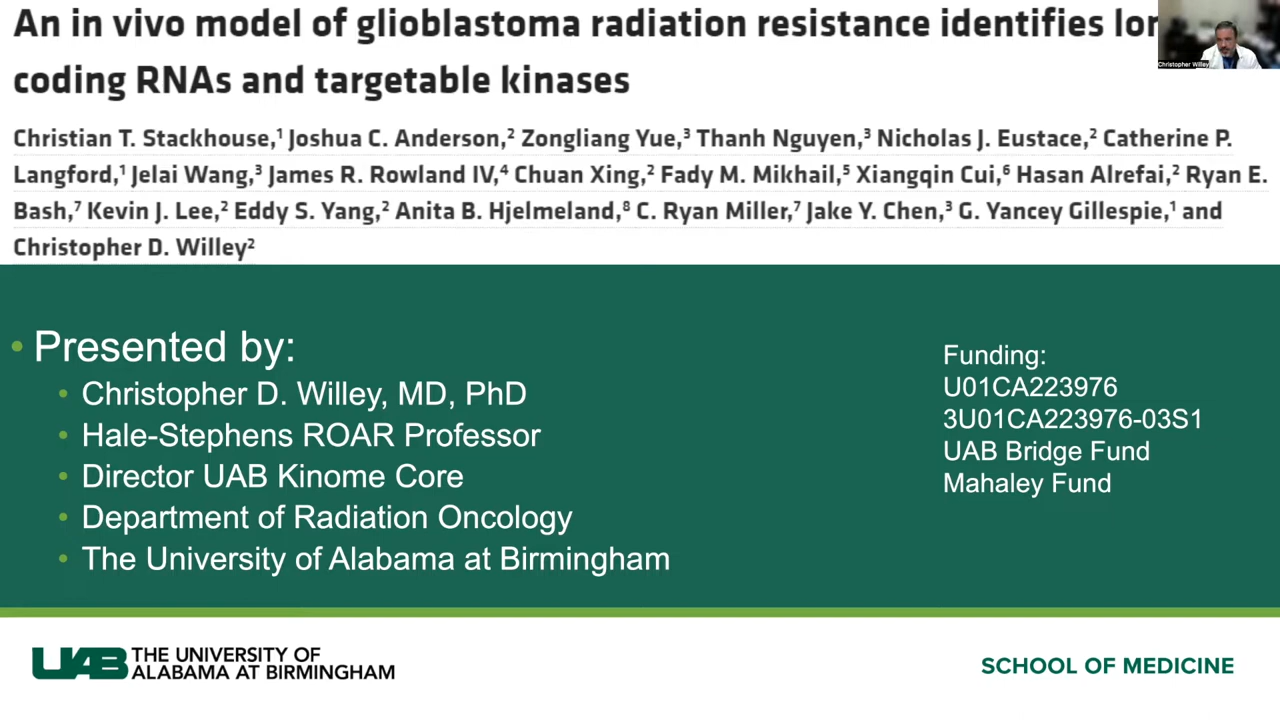 An in vivo model of glioblastoma radiation resistance identifies
coding RNAs and targetable kinases
Christopher Willey
Christian T. Stackhouse,¹ Joshua C. Anderson,² Zongliang Yue,³ Thanh Nguyen,³ Nicholas J. Eustace,² Catherine P.
Langford,¹ Jelai Wang,³ James R. Rowland IV,⁴ Chuan Xing,² Fady M. Mikhail,⁵ Xiangqin Cui,⁶ Hasan Alrefai,² Ryan E.
Bash,⁷ Kevin J. Lee,² Eddy S. Yang,² Anita B. Hjelmeland,⁸ C. Ryan Miller,⁷ Jake Y. Chen,³ G. Yancey Gillespie,¹ and
Christopher D. Willey²
• Presented by:
• Christopher D. Willey, MD, PhD
• Hale-Stephens ROAR Professor
• Director UAB Kinome Core
• Department of Radiation Oncology
• The University of Alabama at Birmingham
Funding:
U01CA223976
3U01CA223976-03S1
UAB Bridge Fund
Mahaley Fund
UAB THE UNIVERSITY OF
ALABAMA AT BIRMINGHAM
SCHOOL OF MEDICINE